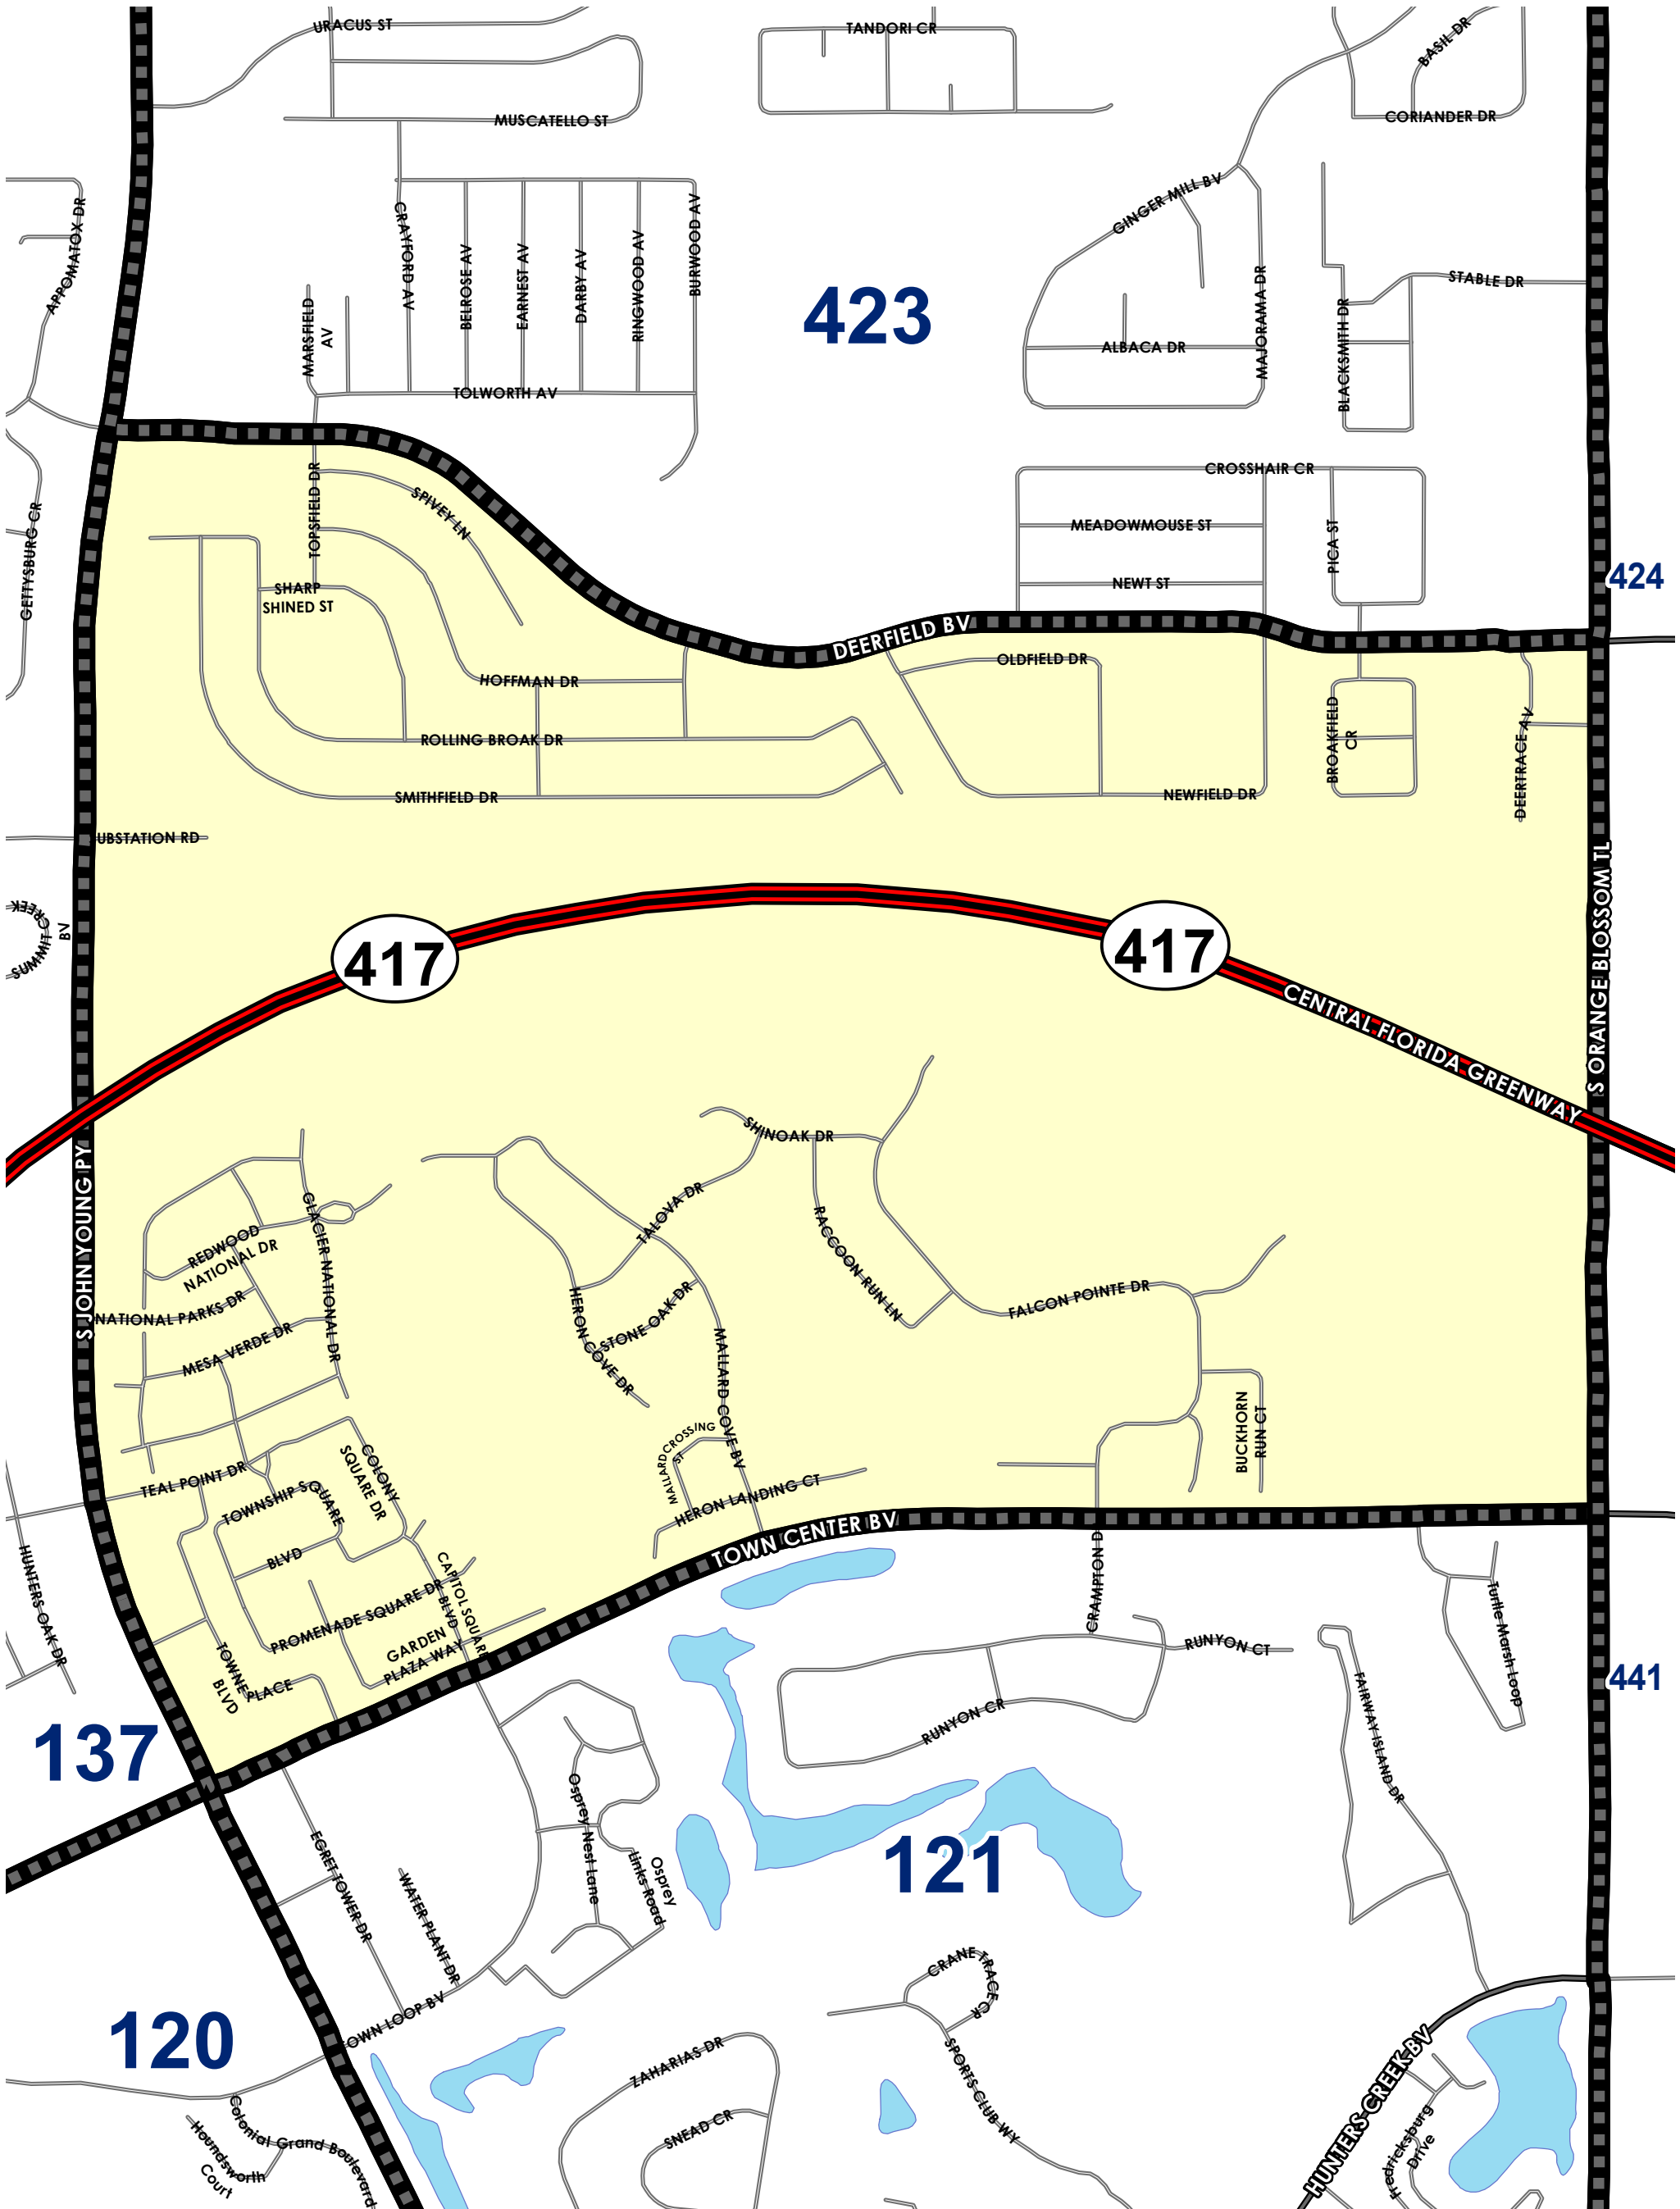 URACUS ST
TANDORI CR
BASIL DR
MUSCATELLO ST
CORIANDER DR
APPOMATOX DR
CRAYFORD AV
BELROSE AV
EARNEST AV
DARBY AV
RINGWOOD AV
BURWOOD AV
GINGER MILL BV
MAJORAMA DR
STABLE DR
MARSFIELD
AV
423
ALBACA DR
BLACKSMITH DR
TOLWORTH AV
GETTYSBURG CR
TOPSFIELD DR
SPIVEY LN
CROSSHAIR CR
MEADOWMOUSE ST
PICA ST
NEWT ST
424
SHARP
SHINED ST
DEERFIELD BV
OLDFIELD DR
HOFFMAN DR
ROLLING BROAK DR
BROAKFIELD
CR
DEERTRACE AV
SMITHFIELD DR
NEWFIELD DR
UBSTATION RD
SUMMIT CREEK
BV
417
417
CENTRAL FLORIDA GREENWAY
S ORANGE BLOSSOM TL
S JOHN YOUNG PY
SHINOAK DR
TALOVA DR
RACCOON RUN LN
GLACIER NATIONAL DR
REDWOOD
NATIONAL DR
NATIONAL PARKS DR
MESA VERDE DR
HERON COVE DR
STONE OAK DR
MALLARD COVE BV
FALCON POINTE DR
BUCKHORN
RUN CT
MALLARD CROSSING
ST
HERON LANDING CT
TEAL POINT DR
COLONY
SQUARE DR
TOWNSHIP SQUARE
BLVD
TOWN CENTER BV
CAPITOL SQUARE
BLVD
PROMENADE SQUARE DR
GARDEN
PLAZA WAY
TOWNE PLACE
BLVD
HUNTERS OAK DR
CRAMPTON D
RUNYON CT
RUNYON CR
Turtle Marsh Loop
FAIRWAY ISLAND DR
441
137
EGRET TOWER DR
WATER PLANT DR
Osprey Nest Lane
Osprey
Links Road
121
120
OWN LOOP BV
CRANE TRACE CR
SPORTS CLUB WY
ZAHARIAS DR
SNEAD CR
HUNTERS CREEK BV
Fredricksburg
Drive
Colonial Grand Boulevard
Houndsworth
Court